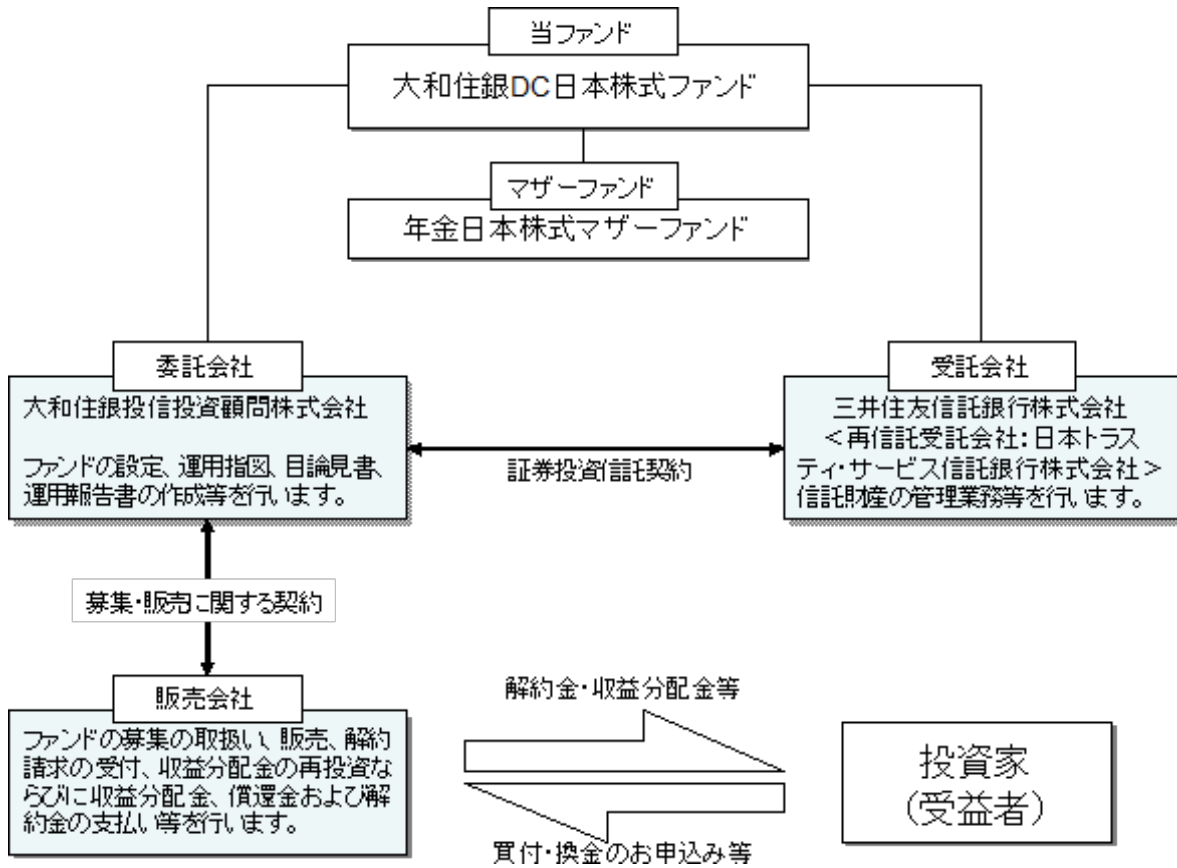 当ファンド
大和住銀DC日本株式ファンド
マザーファンド
年金日本株式マザーファンド
委託会社
大和住銀投信投資顧問株式会社
ファンドの設定、運用指図、目論見書、
運用報告書の作成等を行います。
証券投資信託契約
受託会社
三井住友信託銀行株式会社
＜再信託受託会社：日本トラス
ティ・サービス信託銀行株式会社＞
信託財産の管理業務等を行います。
募集・販売に関する契約
販売会社
ファンドの募集の取扱い、販売、解約
請求の受付、収益分配金の再投資な
らびに収益分配金、償還金および解
約金の支払い等を行います。
解約金・収益分配金等
買付・換金のお申込み等
投資家
（受益者）